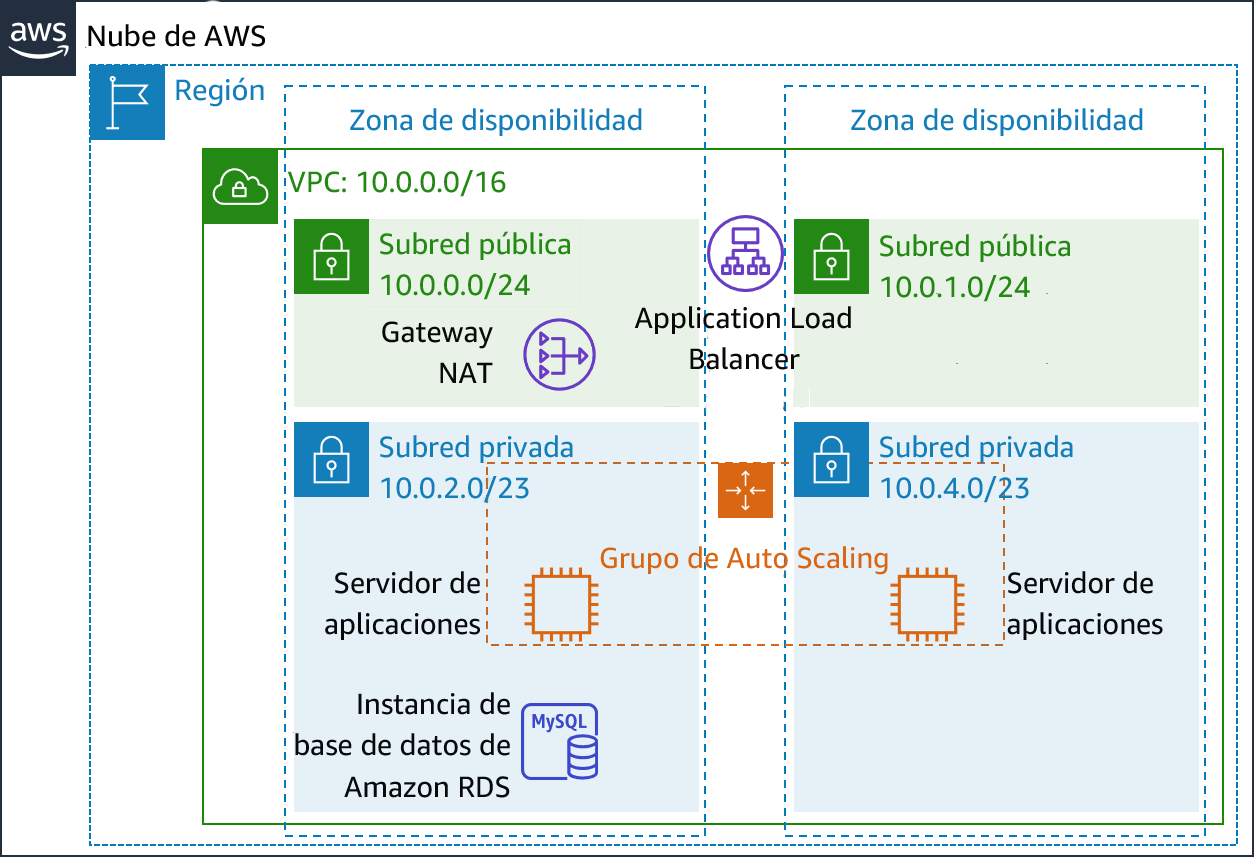 aws
Nube de AWS
Región
Zona de disponibilidad
Zona de disponibilidad
VPC: 10.0.0.0/16
Subred pública
10.0.0.0/24
Subred pública
10.0.1.0/24
Gateway
NAT
Application Load
Balancer
Subred privada
10.0.2.0/23
Subred privada
10.0.4.0/23
Grupo de Auto Scaling
Servidor de
aplicaciones
Servidor de
aplicaciones
Instancia de
base de datos de
Amazon RDS
MySQL